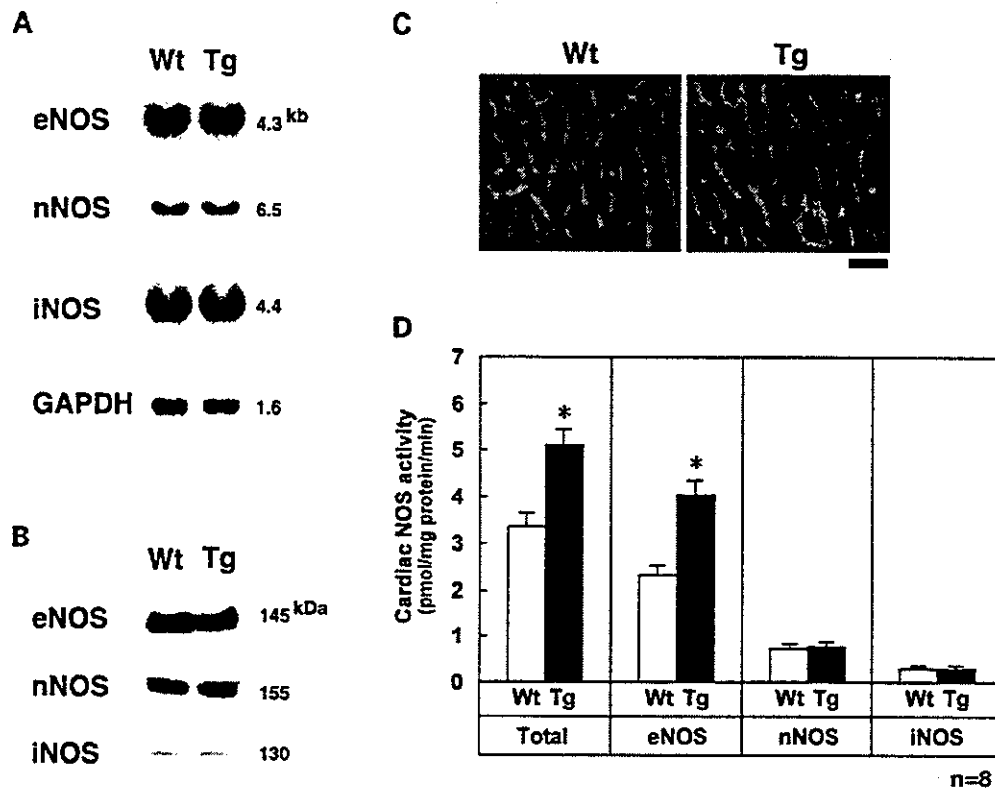 A
Wt Tg
eNOS 4.3 kb
nNOS 6.5
iNOS 4.4
GAPDH 1.6
B
Wt Tg
eNOS 145 kDa
nNOS 155
iNOS 130
C
Wt Tg
D
Cardiac NOS activity
(pmol/mg protein/min)
7
6
5
4
3
2
1
0
* *
Wt Tg Wt Tg Wt Tg Wt Tg
Total eNOS nNOS iNOS
n=8